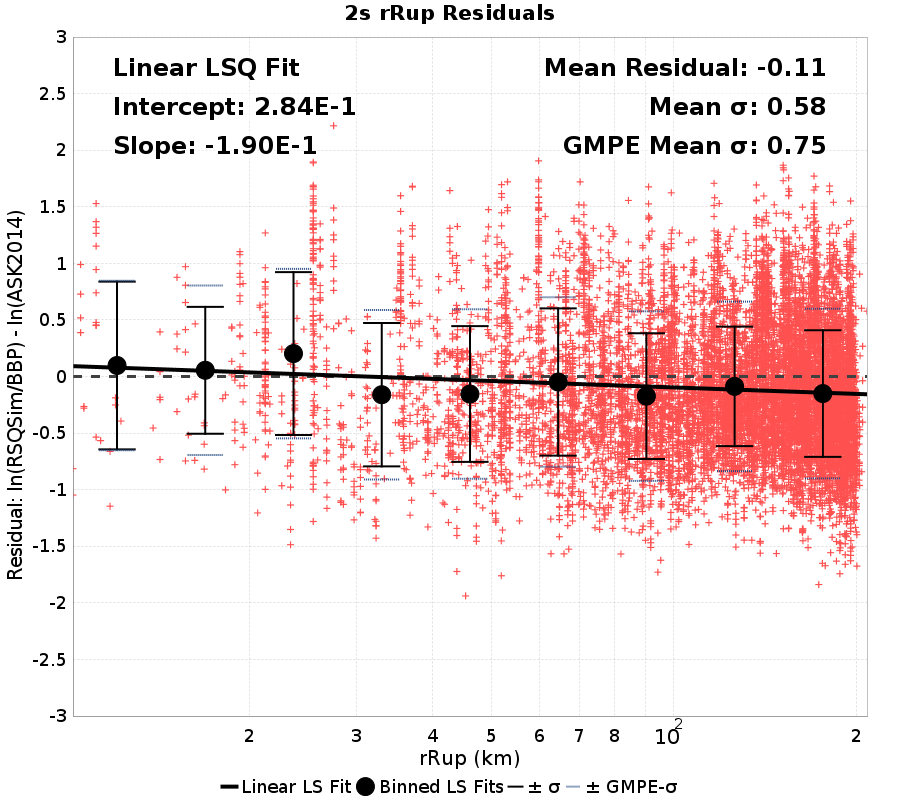 2s rRup Residuals
Linear LSQ Fit
Intercept: 2.84E-1
Slope: -1.90E-1
Mean Residual: -0.11
Mean σ: 0.58
GMPE Mean σ: 0.75
Residual: ln(RSQSim/BBP) - ln(ASK2014)
3
2.5
2
1.5
1
0.5
0
-0.5
-1
-1.5
-2
-2.5
-3
2 3 4 5 6 7 8 10² 2
rRup (km)
Linear LS Fit Binned LS Fits ± σ ± GMPE-σ